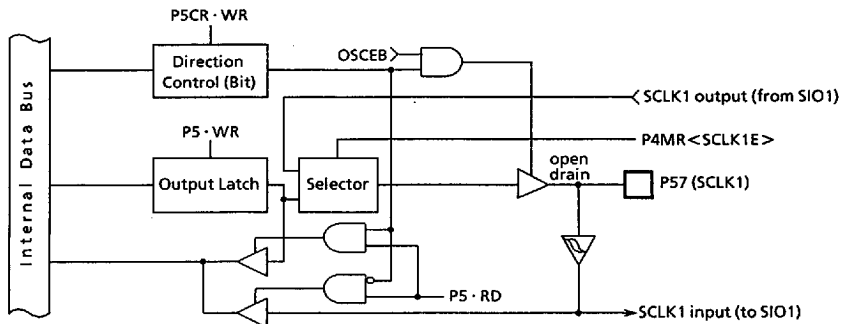 P5CR · WR
Internal Data Bus
Direction
Control (Bit)
OSCEB
SCLK1 output (from SIO1)
P5 · WR
P4MR <SCLK1E>
Output Latch
Selector
open
drain
P57 (SCLK1)
P5 · RD
SCLK1 input (to SIO1)